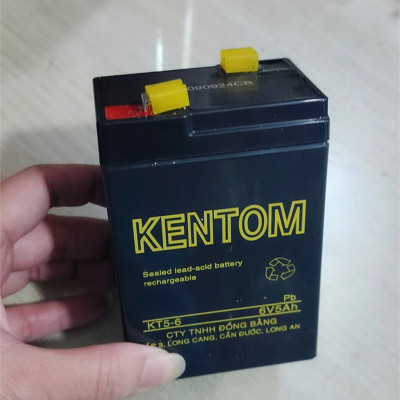 090924CB
KENTOM
Sealed lead-acid battery
rechargeable
Pb
KT5-6 6V5Ah
CTY TNHH ĐỒNG BẰNG
LONG CANG, CẦN ĐƯỚC, LONG AN